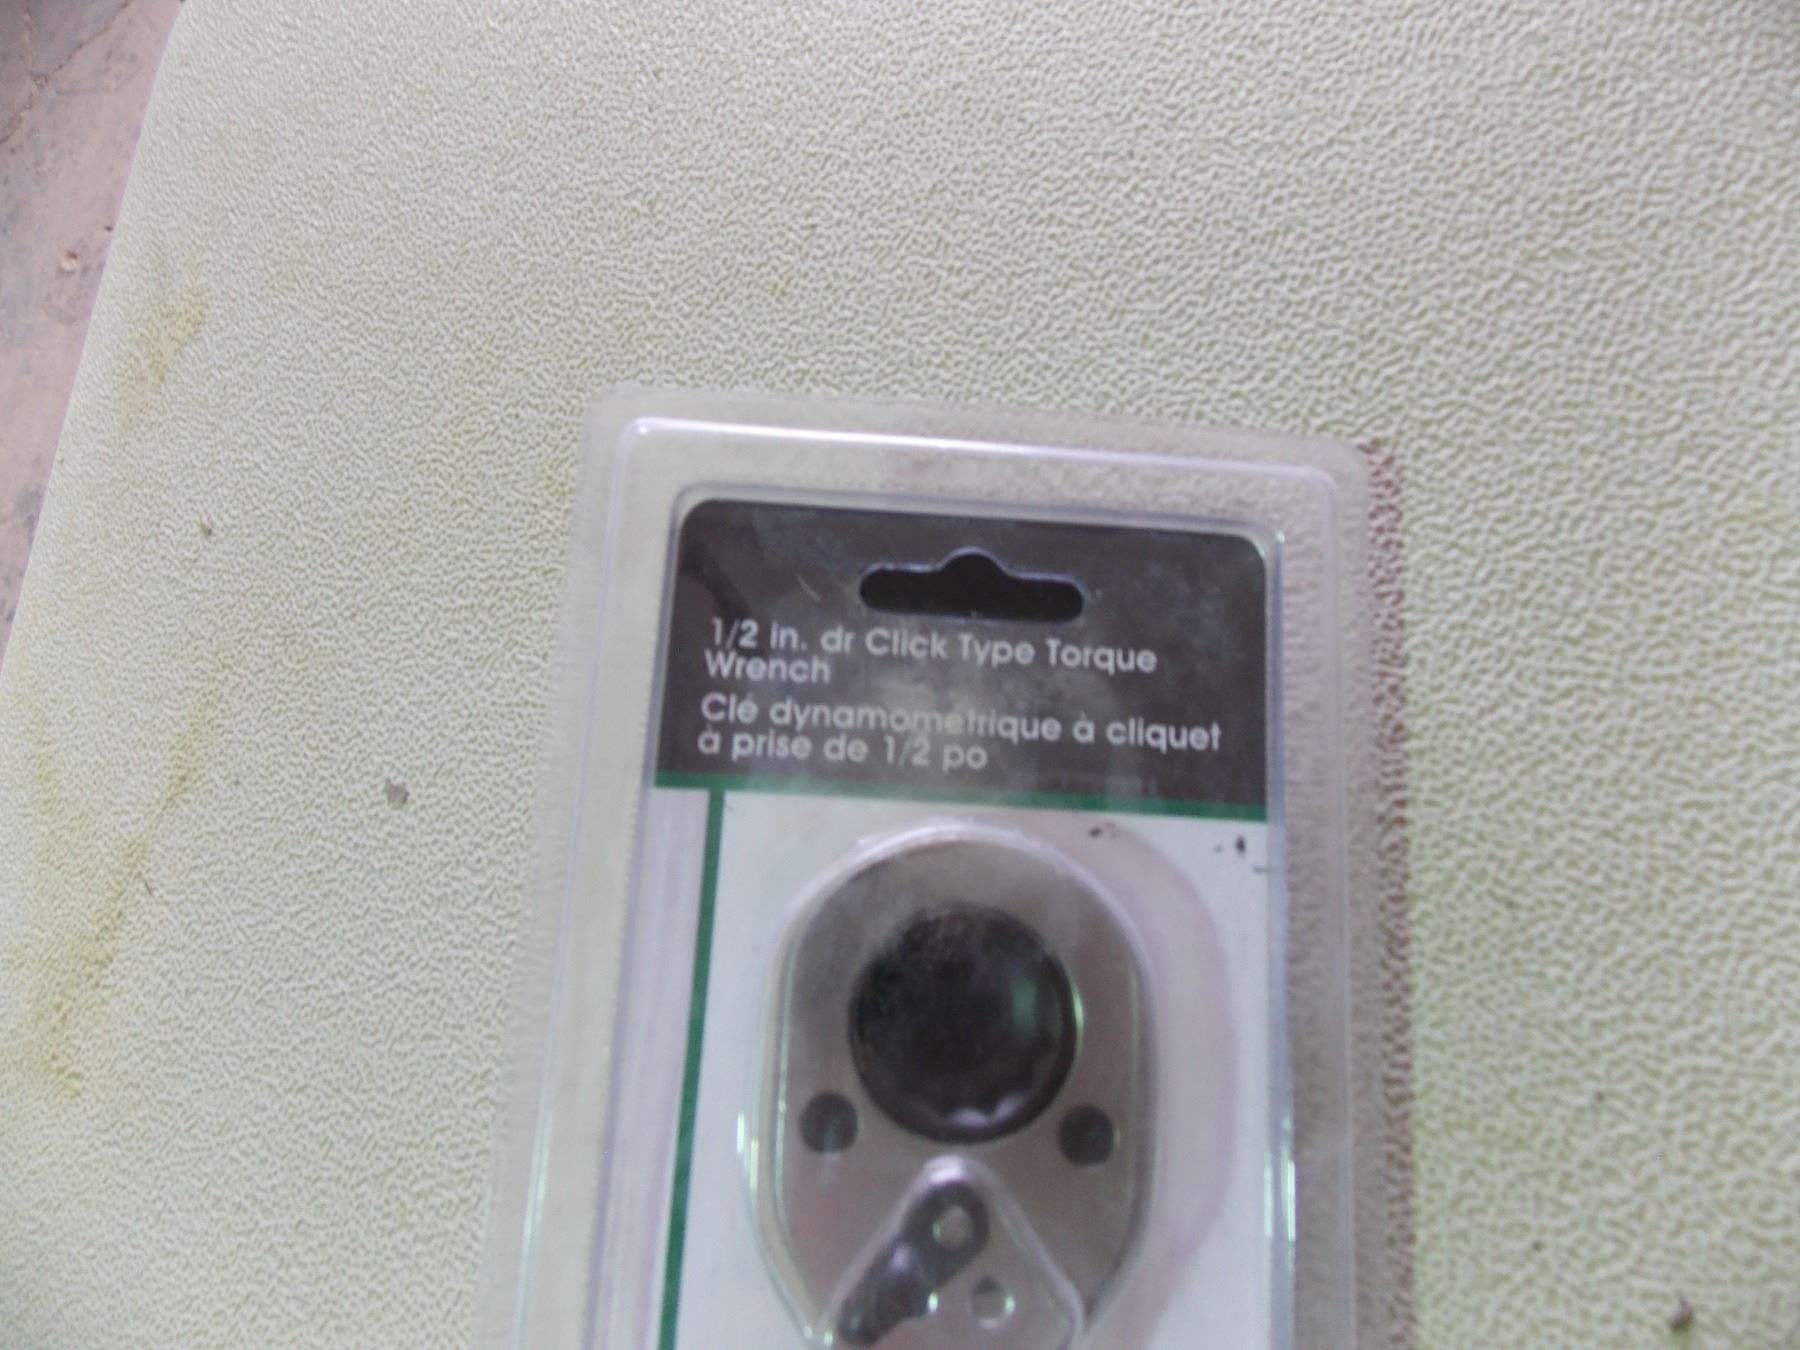 1/2 in. dr Click Type Torque
Wrench
Clé dynamométrique à cliquet
à prise de 1/2 po